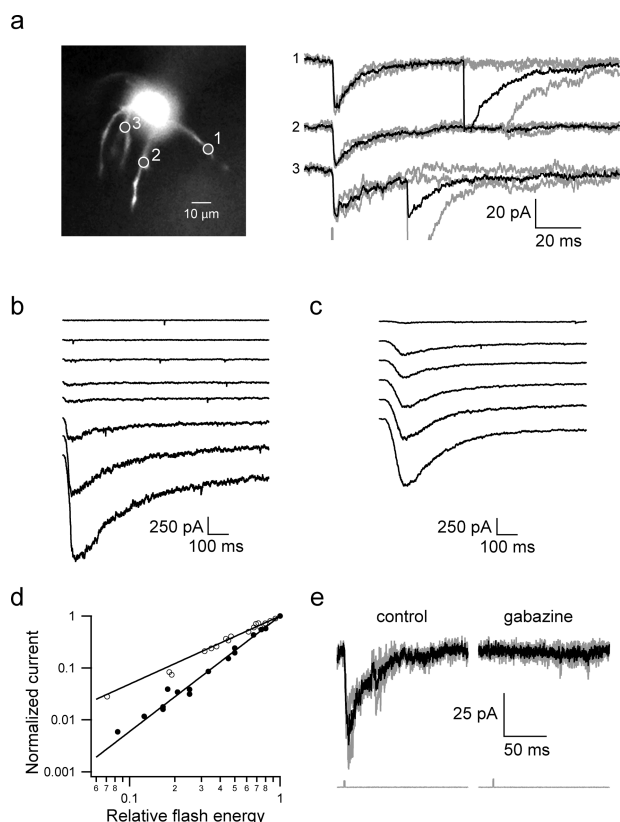 a
1
2
3
10 µm
1
2
3
20 pA
20 ms
b
c
250 pA
100 ms
250 pA
100 ms
d
e
Normalized current
1
0.1
0.01
0.001
6 7 8 2 3 4 5 6 7 8
0.1 1
Relative flash energy
control gabazine
25 pA
50 ms